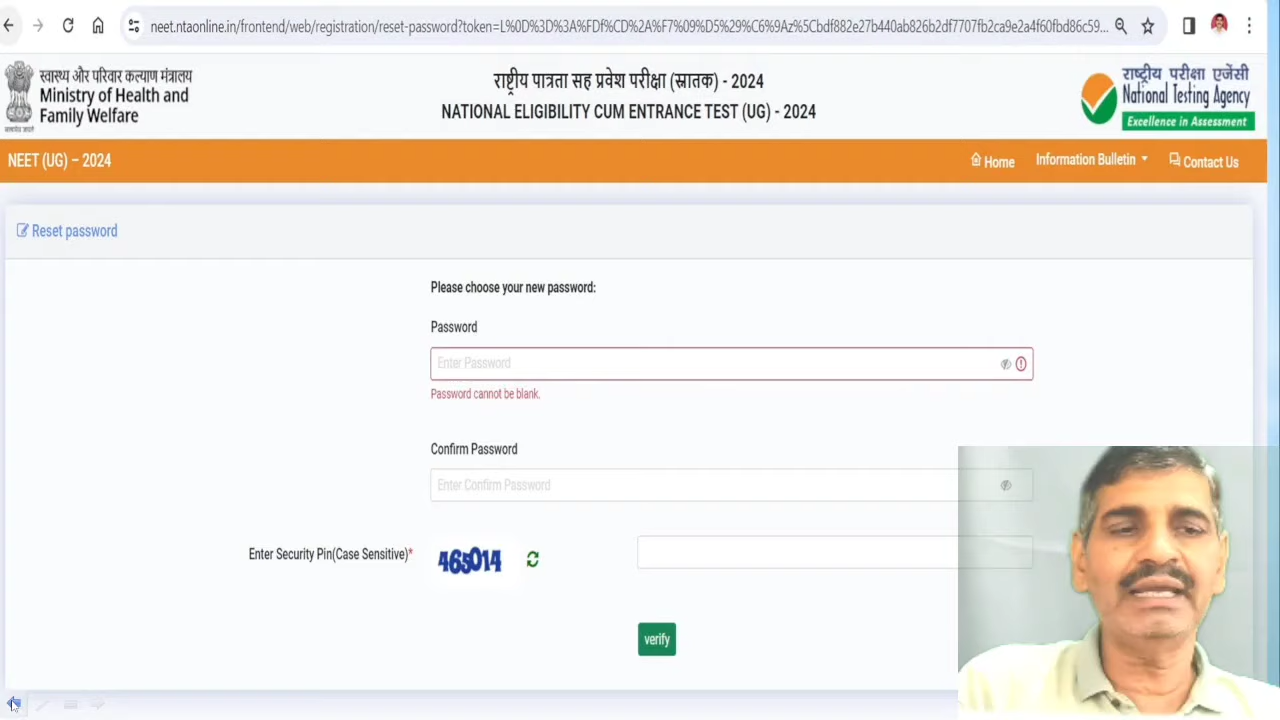 neet.ntaonline.in/frontend/web/registration/reset-password?token=L%0D%3D%3A%FDf%CD%2A%F7%09%D5%29%C6%9Az%5Cbdf882e27b440ab826b2df7707fb2ca9e2a4f60fbd86c59...
स्वास्थ्य और परिवार कल्याण मंत्रालय
Ministry of Health and
Family Welfare
राष्ट्रीय पात्रता सह प्रवेश परीक्षा (स्नातक) - 2024
NATIONAL ELIGIBILITY CUM ENTRANCE TEST (UG) - 2024
राष्ट्रीय परीक्षा एजेंसी
National Testing Agency
Excellence in Assessment
NEET (UG) – 2024
Home
Information Bulletin
Contact Us
Reset password
Please choose your new password:
Password
Enter Password
Password cannot be blank.
Confirm Password
Enter Confirm Password
Enter Security Pin(Case Sensitive)*
465014
verify